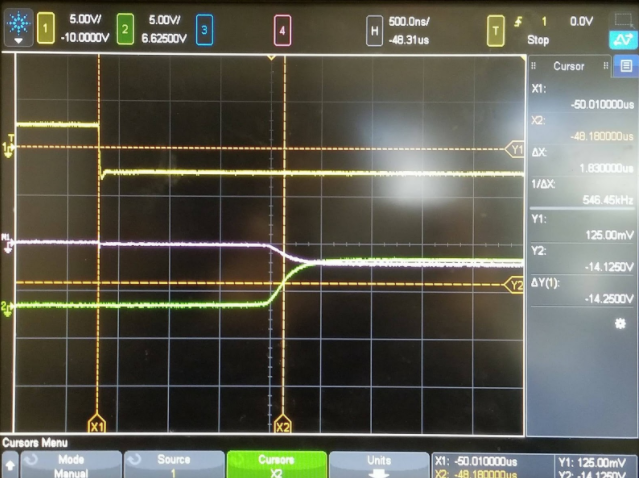 1 5.00V/ 2 5.00V/ 3 4 H 500.0ns/ T 1 0.0V
-10.0000V 6.62500V -48.31us Stop
Cursor
X1:
-50.010000us
X2:
-48.180000us
ΔX:
1.830000us
1/ΔX:
546.45kHz
Y1:
125.00mV
Y2:
-14.1250V
ΔY(1):
-14.2500V
T
1
Y1
M1
Y2
2
X1 X2
Cursors Menu
Mode Source Cursors Units X1: -50.010000us Y1: 125.00mV
Manual 1 X2 X2: -48.180000us Y2: -14.1250V